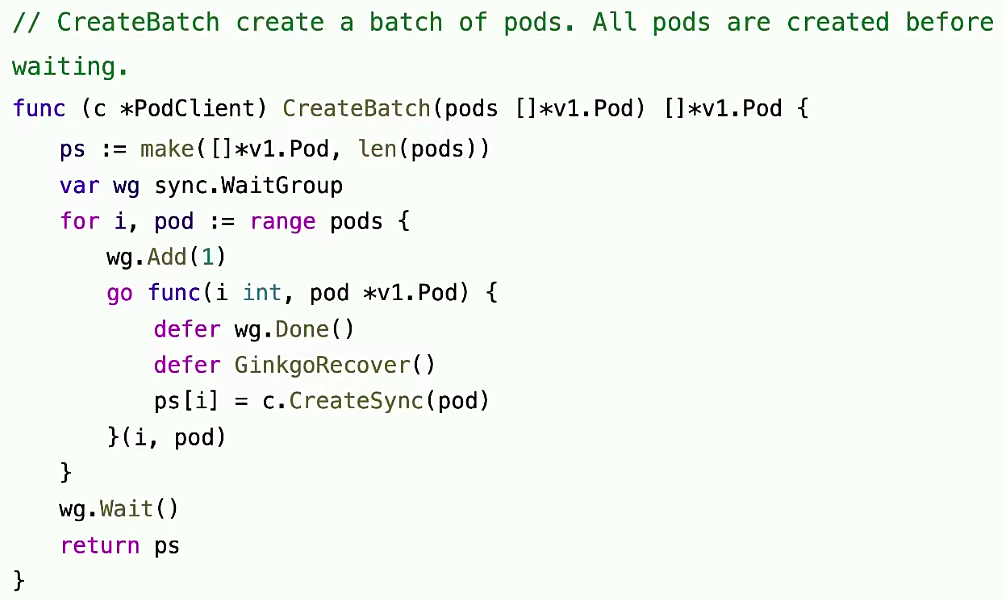 // CreateBatch create a batch of pods. All pods are created before
waiting.
func (c *PodClient) CreateBatch(pods []*v1.Pod) []*v1.Pod {
    ps := make([]*v1.Pod, len(pods))
    var wg sync.WaitGroup
    for i, pod := range pods {
        wg.Add(1)
        go func(i int, pod *v1.Pod) {
            defer wg.Done()
            defer GinkgoRecover()
            ps[i] = c.CreateSync(pod)
        }(i, pod)
    }
    wg.Wait()
    return ps
}